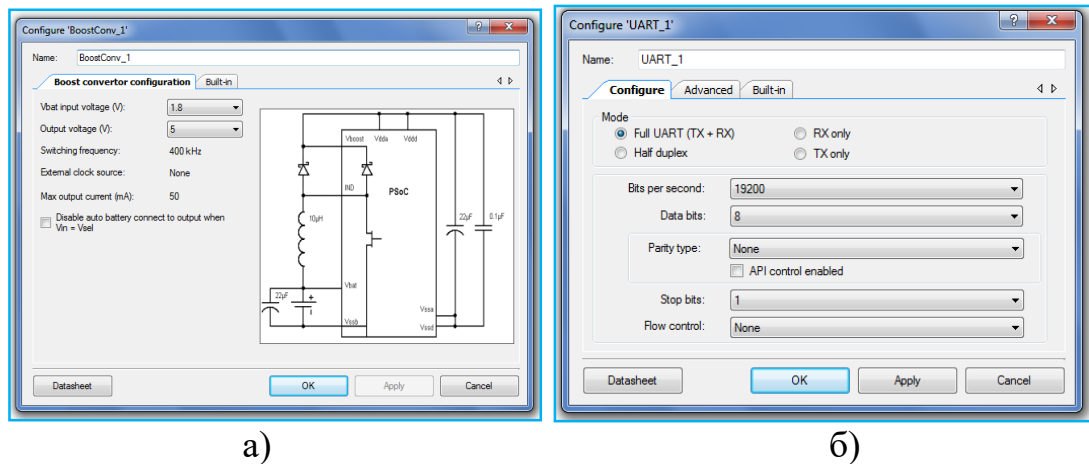 Configure 'BoostConv_1'
Name: BoostConv_1
Boost convertor configuration Built-in
Vbat input voltage (V): 1.8
Output voltage (V): 5
Switching frequency: 400 kHz
External clock source: None
Max output current (mA): 50
Disable auto battery connect to output when
Vin = Vsel
Vboost Vdda Vddd
IND PSoC
10µH 22µF 0.1µF
Vbat
22µF
Vssa
Vssb Vssd
Datasheet OK Apply Cancel
а)
Configure 'UART_1'
Name: UART_1
Configure Advanced Built-in
Mode
Full UART (TX + RX) RX only
Half duplex TX only
Bits per second: 19200
Data bits: 8
Parity type: None
API control enabled
Stop bits: 1
Flow control: None
Datasheet OK Apply Cancel
б)